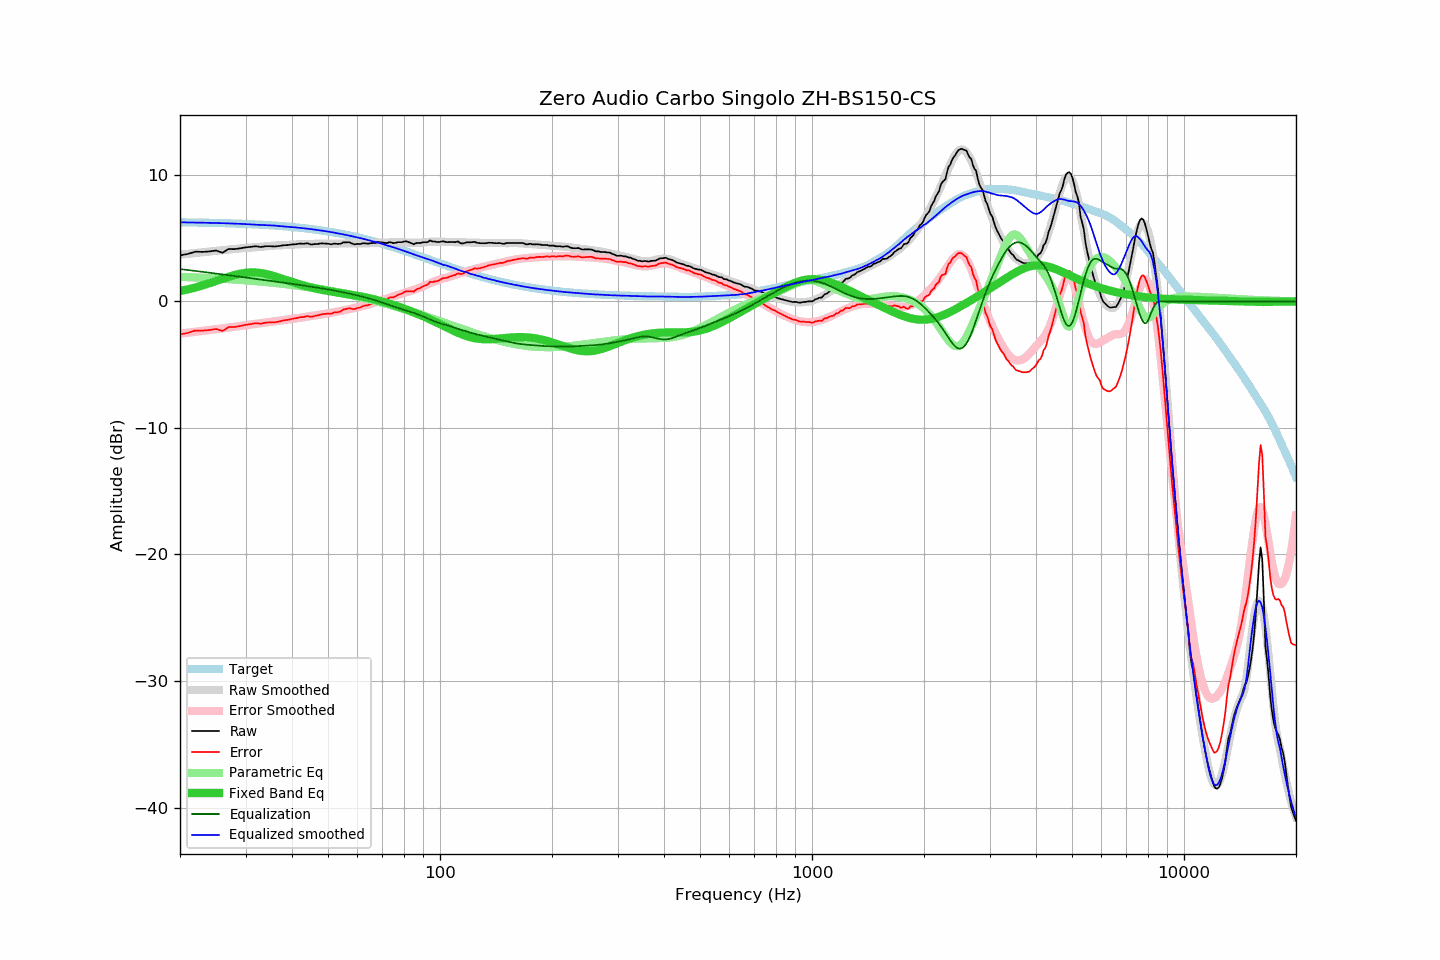 Zero Audio Carbo Singolo ZH-BS150-CS
Amplitude (dBr)
10
0
−10
−20
−30
−40
Target
Raw Smoothed
Error Smoothed
Raw
Error
Parametric Eq
Fixed Band Eq
Equalization
Equalized smoothed
100
1000
10000
Frequency (Hz)